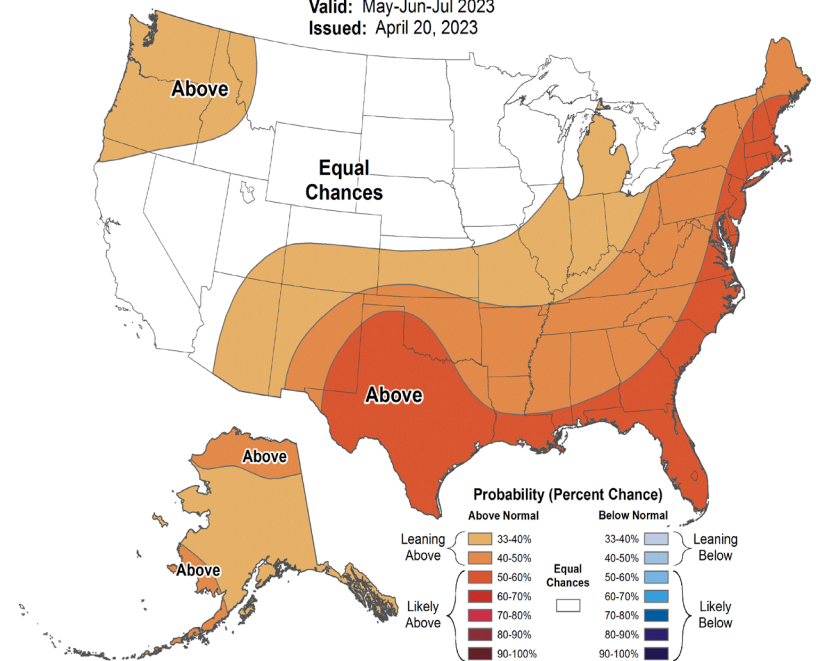 Valid: May-Jun-Jul 2023
Issued: April 20, 2023
Above
Equal
Chances
Above
Above
Above
Probability (Percent Chance)
Above Normal
Below Normal
Leaning
Above
33-40%
40-50%
Likely
Above
50-60%
60-70%
70-80%
80-90%
90-100%
Equal
Chances
33-40%
40-50%
Leaning
Below
50-60%
60-70%
70-80%
80-90%
90-100%
Likely
Below